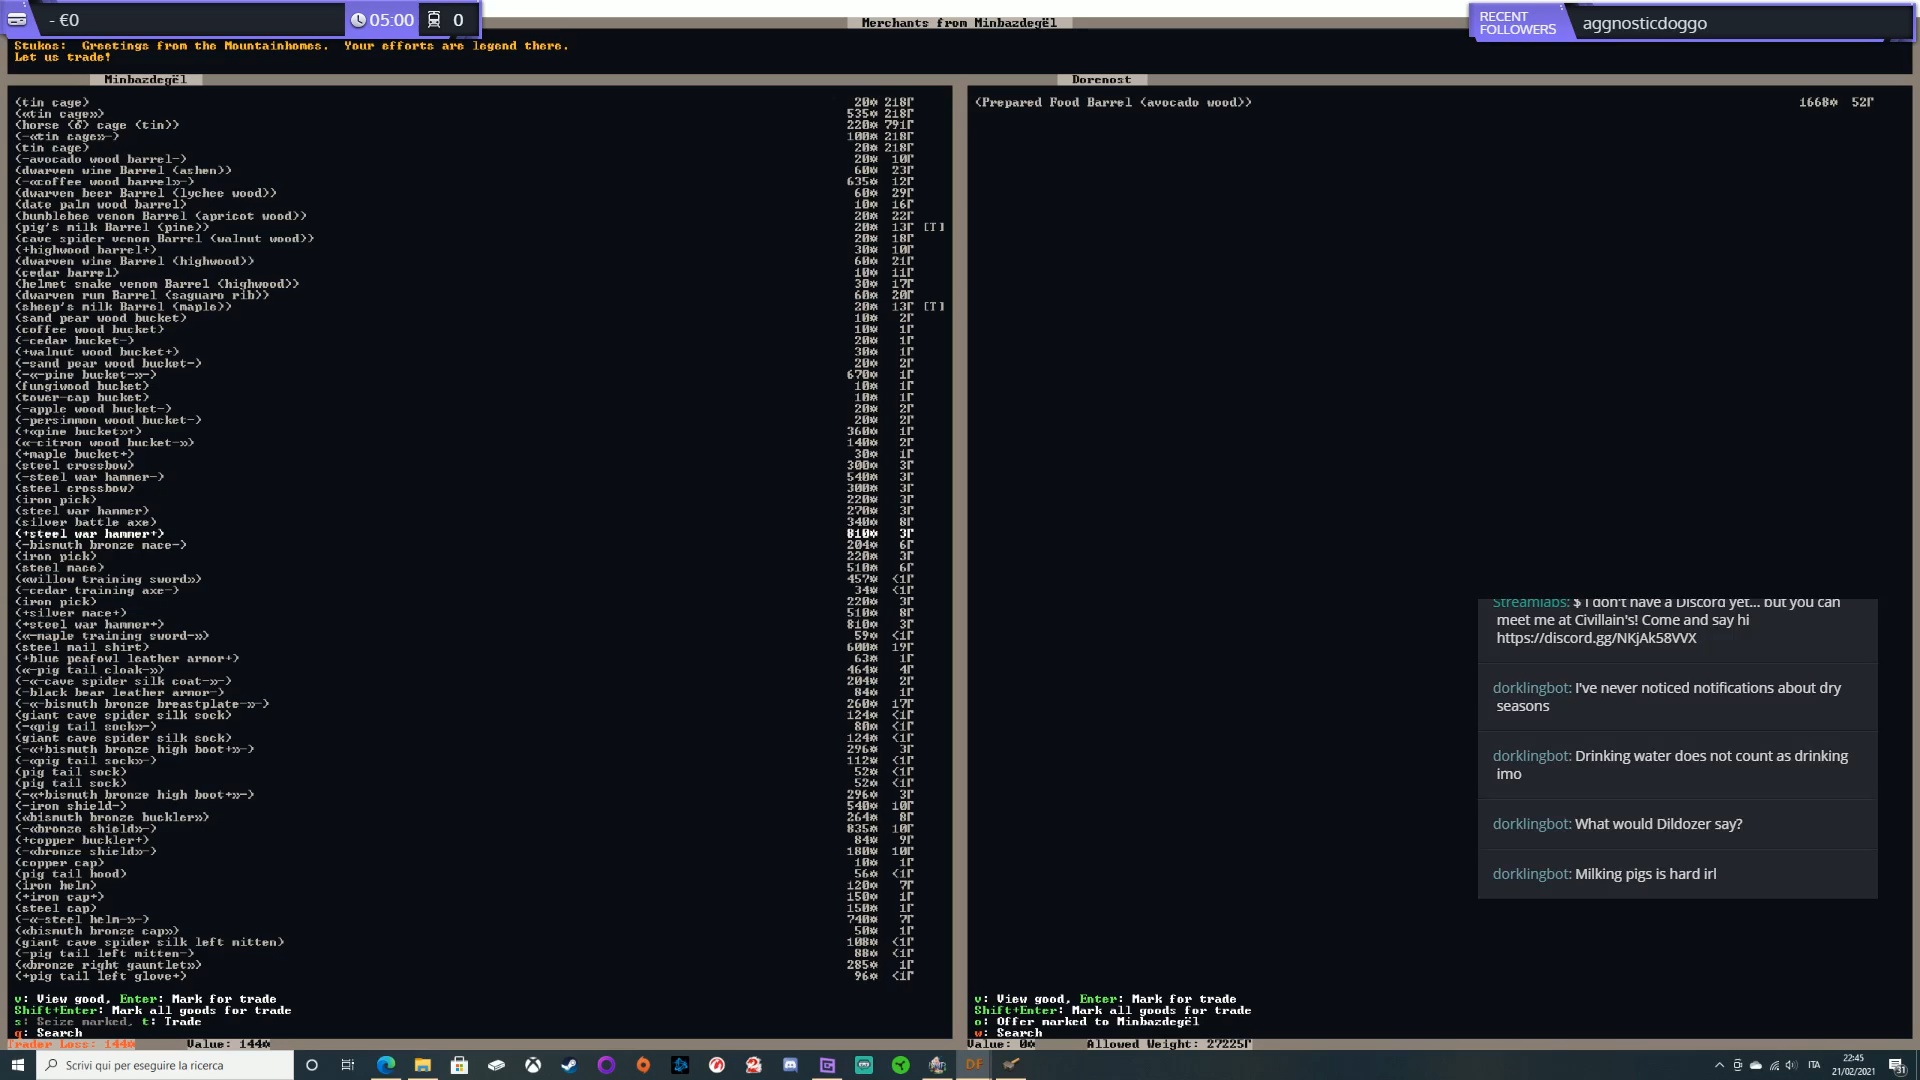 - €0
05:00
0
Merchants from Minbazdegël
RECENT FOLLOWERS
aggnosticdoggo
Stukos: Greetings from the Mountainhomes. Your efforts are legend there.
Let us trade!
Minbazdegël
Dorenost
(tin cage) 20☼ 218Γ
(«tin cage») 535☼ 218Γ
(horse (6) cage (tin)) 220☼ 791Γ
(-«tin cage»-) 100☼ 218Γ
(tin cage) 20☼ 218Γ
(-avocado wood barrel-) 20☼ 10Γ
(dwarven wine Barrel (ashen)) 60☼ 23Γ
(-«coffee wood barrel»-) 635☼ 12Γ
(dwarven beer Barrel (lychee wood)) 60☼ 29Γ
(date palm wood barrel) 10☼ 16Γ
(bumblebee venom Barrel (apricot wood)) 20☼ 22Γ
(pig's milk Barrel (pine)) 20☼ 13Γ [T]
(cave spider venom Barrel (walnut wood)) 20☼ 18Γ
(+highwood barrel+) 30☼ 10Γ
(dwarven wine Barrel (highwood)) 60☼ 21Γ
(cedar barrel) 10☼ 11Γ
(helmet snake venom Barrel (highwood)) 30☼ 17Γ
(dwarven rum Barrel (saguaro rib)) 60☼ 20Γ
(sheep's milk Barrel (maple)) 20☼ 13Γ [T]
(sand pear wood bucket) 10☼ 2Γ
(coffee wood bucket) 10☼ 1Γ
(-cedar bucket-) 20☼ 1Γ
(+walnut wood bucket+) 30☼ 1Γ
(-sand pear wood bucket-) 20☼ 2Γ
(-«-pine bucket-»-) 670☼ 1Γ
(fungiwood bucket) 10☼ 1Γ
(tower-cap bucket) 10☼ 1Γ
(-apple wood bucket-) 20☼ 2Γ
(-persimmon wood bucket-) 20☼ 2Γ
(+«pine bucket»+) 360☼ 1Γ
(«-citron wood bucket-») 140☼ 2Γ
(+maple bucket+) 30☼ 1Γ
(steel crossbow) 300☼ 3Γ
(-steel war hammer-) 540☼ 3Γ
(steel crossbow) 300☼ 3Γ
(iron pick) 220☼ 3Γ
(steel war hammer) 270☼ 3Γ
(silver battle axe) 340☼ 8Γ
(+steel war hammer+) 810☼ 3Γ
(-bismuth bronze mace-) 204☼ 6Γ
(iron pick) 220☼ 3Γ
(steel mace) 510☼ 6Γ
(«willow training sword») 457☼ <1Γ
(-cedar training axe-) 34☼ <1Γ
(iron pick) 220☼ 3Γ
(+silver mace+) 510☼ 8Γ
(+steel war hammer+) 810☼ 3Γ
(«-maple training sword-») 59☼ <1Γ
(steel mail shirt) 600☼ 19Γ
(+blue peafowl leather armor+) 63☼ 1Γ
(«-pig tail cloak-») 464☼ 4Γ
(-«-cave spider silk coat-»-) 204☼ 2Γ
(-black bear leather armor-) 84☼ 1Γ
(-«-bismuth bronze breastplate-»-) 260☼ 17Γ
(giant cave spider silk sock) 124☼ <1Γ
(-«pig tail sock»-) 80☼ <1Γ
(giant cave spider silk sock) 124☼ <1Γ
(-«+bismuth bronze high boot+»-) 296☼ 3Γ
(-«pig tail sock»-) 112☼ <1Γ
(pig tail sock) 52☼ <1Γ
(pig tail sock) 52☼ <1Γ
(-«+bismuth bronze high boot+»-) 296☼ 3Γ
(-iron shield-) 540☼ 10Γ
(«bismuth bronze buckler») 264☼ 8Γ
(-«bronze shield»-) 835☼ 10Γ
(+copper buckler+) 84☼ 9Γ
(-«bronze shield»-) 180☼ 10Γ
(copper cap) 10☼ 1Γ
(pig tail hood) 56☼ <1Γ
(iron helm) 120☼ 7Γ
(+iron cap+) 150☼ 1Γ
(steel cap) 150☼ 1Γ
(-«-steel helm-»-) 740☼ 7Γ
(«bismuth bronze cap») 50☼ 1Γ
(giant cave spider silk left mitten) 108☼ <1Γ
(-pig tail left mitten-) 88☼ <1Γ
(«bronze right gauntlet») 285☼ 1Γ
(+pig tail left glove+) 96☼ <1Γ
v: View good, Enter: Mark for trade
Shift+Enter: Mark all goods for trade
s: Seize marked, t: Trade
q: Search
Trader Loss: 144☼ Value: 144☼
(Prepared Food Barrel (avocado wood)) 1668☼ 52Γ
v: View good, Enter: Mark for trade
Shift+Enter: Mark all goods for trade
o: Offer marked to Minbazdegël
w: Search
Value: 0☼ Allowed Weight: 27225Γ
Streamlabs: $ I don't have a Discord yet... but you can
meet me at Civillain's! Come and say hi
https://discord.gg/NKjAk58VVX
dorklingbot: I've never noticed notifications about dry
seasons
dorklingbot: Drinking water does not count as drinking
imo
dorklingbot: What would Dildozer say?
dorklingbot: Milking pigs is hard irl
Scrivi qui per eseguire la ricerca
DF
ITA
22:45
21/02/2021
31